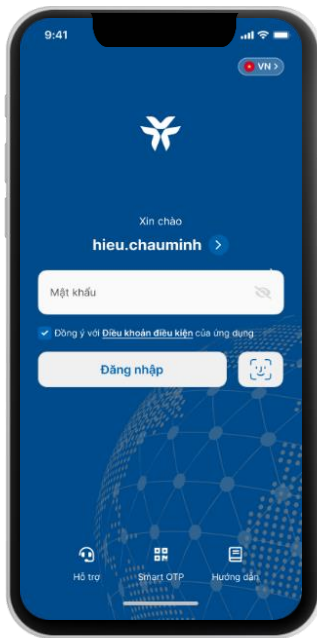 9:41
VN >
Xin chào
hieu.chauminh >
Mật khẩu
Đồng ý với Điều khoản điều kiện của ứng dụng
Đăng nhập
Hỗ trợ
Smart OTP
Hướng dẫn